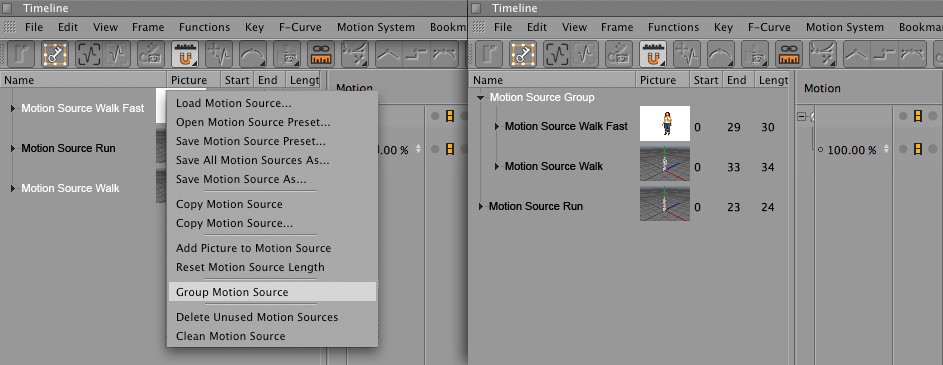 Timeline
File Edit View Frame Functions Key F-Curve Motion System Bookm
Name Picture Start End Lengt
Motion
Motion Source Walk Fast
Motion Source Run
.00 %
Motion Source Walk
Load Motion Source...
Open Motion Source Preset...
Save Motion Source Preset...
Save All Motion Sources As...
Save Motion Source As...
Copy Motion Source
Copy Motion Source...
Add Picture to Motion Source
Reset Motion Source Length
Group Motion Source
Delete Unused Motion Sources
Clean Motion Source
Timeline
File Edit View Frame Functions Key F-Curve Motion System Bookma
Name Picture Start End Lengt
Motion
Motion Source Group
Motion Source Walk Fast 0 29 30
Motion Source Walk 0 33 34
100.00 %
Motion Source Run 0 23 24